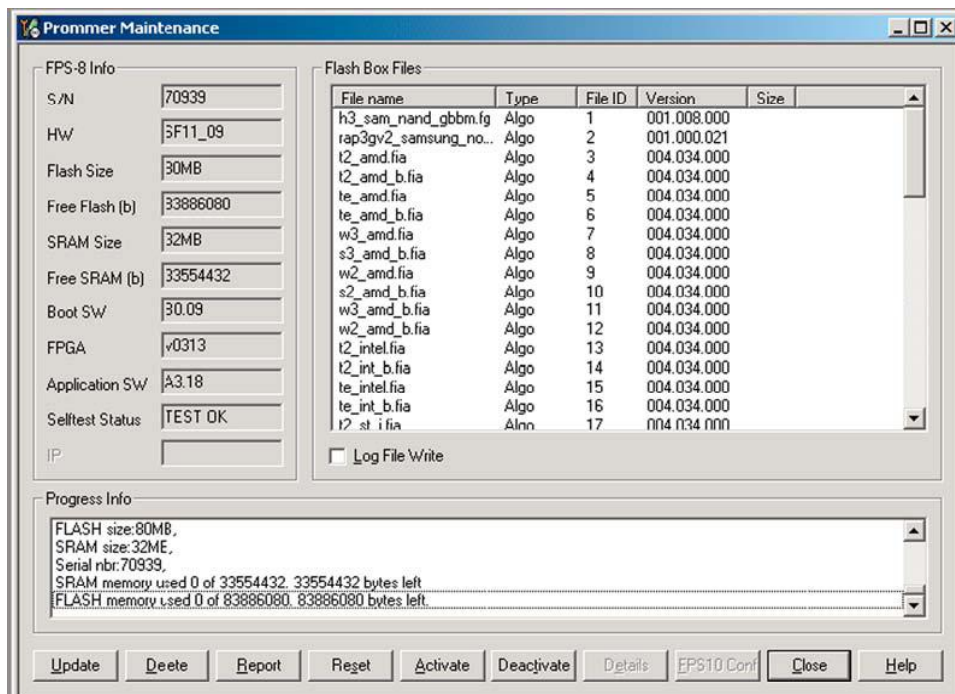 Prommer Maintenance
FPS-8 Info
S/N 70939
HW SF11_09
Flash Size 80MB
Free Flash (b) 83886080
SRAM Size 32MB
Free SRAM (b) 33554432
Boot SW B0.09
FPGA v0313
Application SW A3.18
Selftest Status TEST OK
IP
Flash Box Files
File name Type File ID Version Size
h3_sam_nand_gbbm.fg Algo 1 001.008.000
rap3gv2_samsung_no... Algo 2 001.000.021
t2_amd.fia Algo 3 004.034.000
t2_amd_b.fia Algo 4 004.034.000
te_amd.fia Algo 5 004.034.000
te_amd_b.fia Algo 6 004.034.000
w3_amd.fia Algo 7 004.034.000
s3_amd_b.fia Algo 8 004.034.000
w2_amd.fia Algo 9 004.034.000
s2_amd_b.fia Algo 10 004.034.000
w3_amd_b.fia Algo 11 004.034.000
w2_amd_b.fia Algo 12 004.034.000
t2_intel.fia Algo 13 004.034.000
t2_int_b.fia Algo 14 004.034.000
te_intel.fia Algo 15 004.034.000
te_int_b.fia Algo 16 004.034.000
t2_st_i.fia Algo 17 004.034.000
Log File Write
Progress Info
FLASH size:80MB,
SRAM size:32ME,
Serial nbr:70939,
SRAM memory used 0 of 33554432. 33554432 bytes left
FLASH memory used 0 of 83886080. 83886080 bytes left.
Update Deete Report Reset Activate Deactivate Details FPS10 Conf Close Help